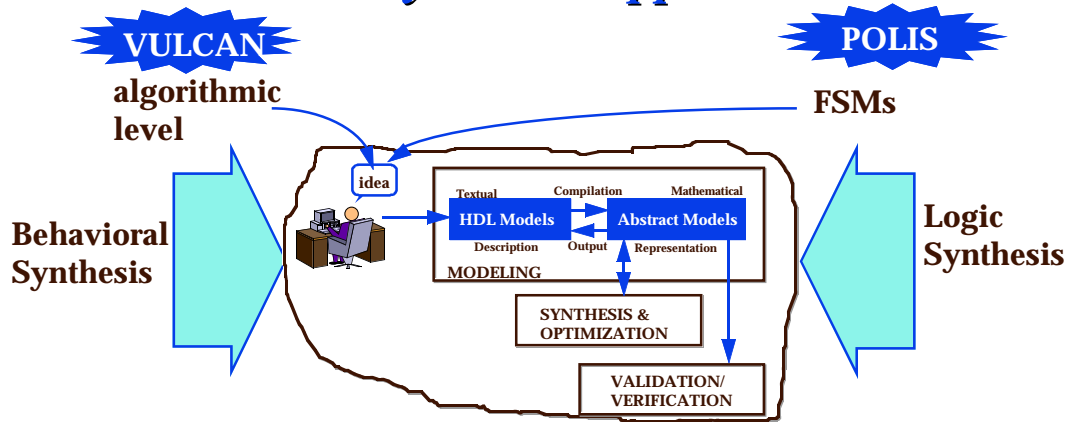 VULCAN
POLIS
algorithmic
level
FSMs
idea
Textual
Compilation
Mathematical
HDL Models
Abstract Models
Description
Output
Representation
MODELING
Behavioral
Synthesis
Logic
Synthesis
SYNTHESIS &
OPTIMIZATION
VALIDATION/
VERIFICATION